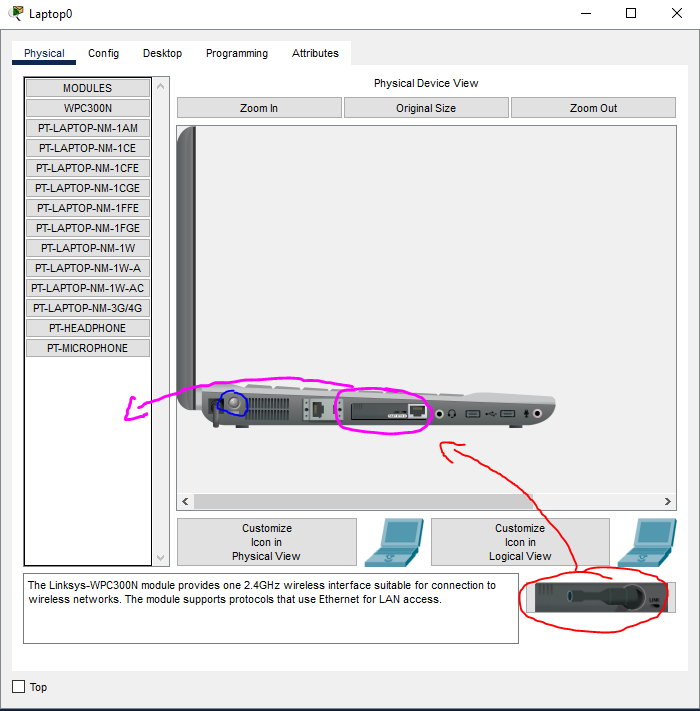 Laptop0
Physical
Config
Desktop
Programming
Attributes
MODULES
WPC300N
PT-LAPTOP-NM-1AM
PT-LAPTOP-NM-1CE
PT-LAPTOP-NM-1CFE
PT-LAPTOP-NM-1CGE
PT-LAPTOP-NM-1FFE
PT-LAPTOP-NM-1FGE
PT-LAPTOP-NM-1W
PT-LAPTOP-NM-1W-A
PT-LAPTOP-NM-1W-AC
PT-LAPTOP-NM-3G/4G
PT-HEADPHONE
PT-MICROPHONE
Physical Device View
Zoom In
Original Size
Zoom Out
Customize
Icon in
Physical View
Customize
Icon in
Logical View
The Linksys-WPC300N module provides one 2.4GHz wireless interface suitable for connection to
wireless networks. The module supports protocols that use Ethernet for LAN access.
Top